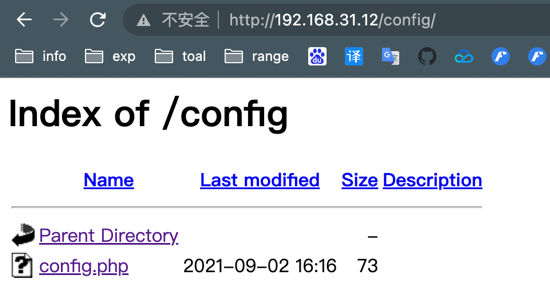 不安全 http://192.168.31.12/config/
info exp toal range du 译 G
Index of /config
Name Last modified Size Description
Parent Directory -
config.php 2021-09-02 16:16 73